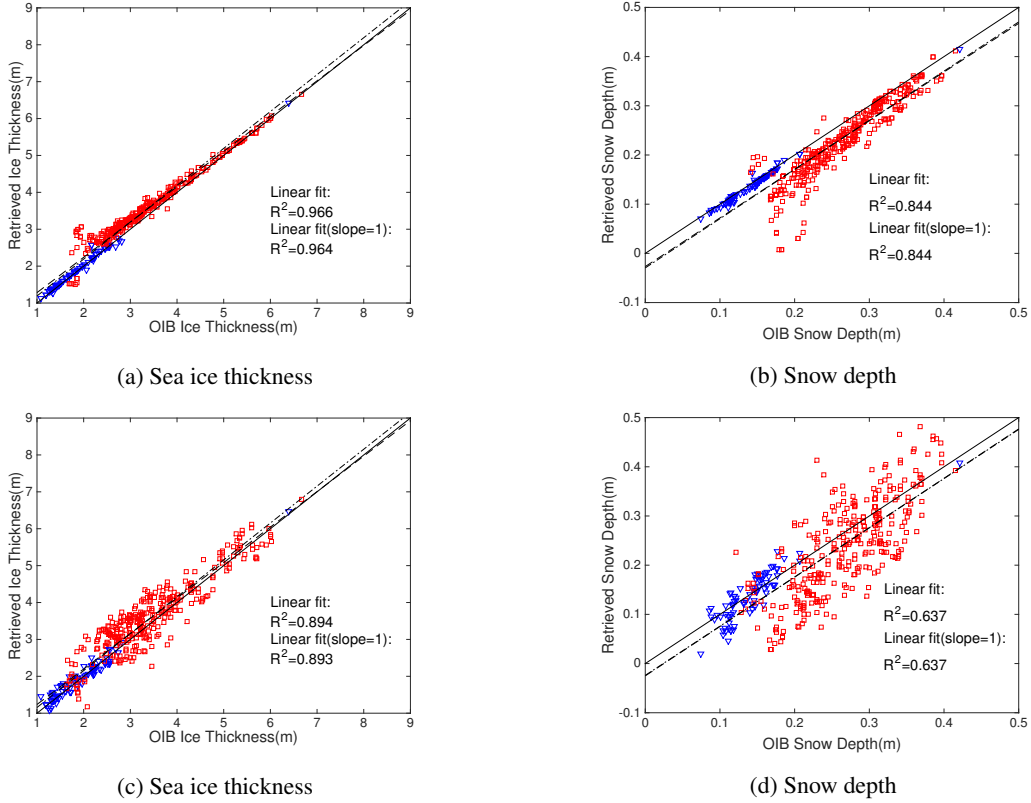 9
8
7
6
5
4
3
2
1
1 2 3 4 5 6 7 8 9
Retrieved Ice Thickness(m)
OIB Ice Thickness(m)
Linear fit:
R²=0.966
Linear fit(slope=1):
R²=0.964
(a) Sea ice thickness
0.5
0.4
0.3
0.2
0.1
0
-0.1
0 0.1 0.2 0.3 0.4 0.5
Retrieved Snow Depth(m)
OIB Snow Depth(m)
Linear fit:
R²=0.844
Linear fit(slope=1):
R²=0.844
(b) Snow depth
9
8
7
6
5
4
3
2
1
1 2 3 4 5 6 7 8 9
Retrieved Ice Thickness(m)
OIB Ice Thickness(m)
Linear fit:
R²=0.894
Linear fit(slope=1):
R²=0.893
(c) Sea ice thickness
0.5
0.4
0.3
0.2
0.1
0
-0.1
0 0.1 0.2 0.3 0.4 0.5
Retrieved Snow Depth(m)
OIB Snow Depth(m)
Linear fit:
R²=0.637
Linear fit(slope=1):
R²=0.637
(d) Snow depth